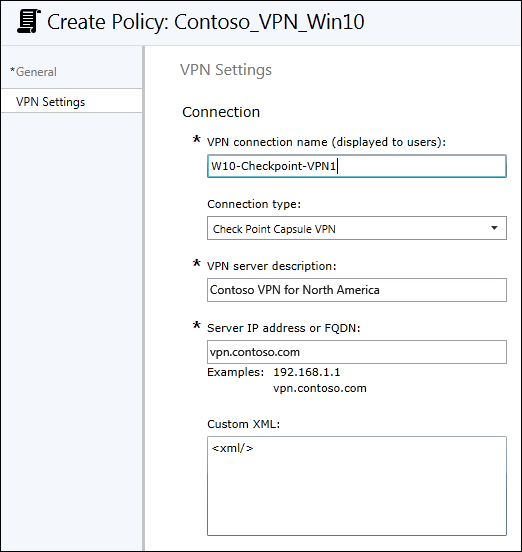 Create Policy: Contoso_VPN_Win10
*General
VPN Settings
VPN Settings
Connection
* VPN connection name (displayed to users):
W10-Checkpoint-VPN1
Connection type:
Check Point Capsule VPN
* VPN server description:
Contoso VPN for North America
* Server IP address or FQDN:
vpn.contoso.com
Examples: 192.168.1.1
vpn.contoso.com
Custom XML:
<xml/>